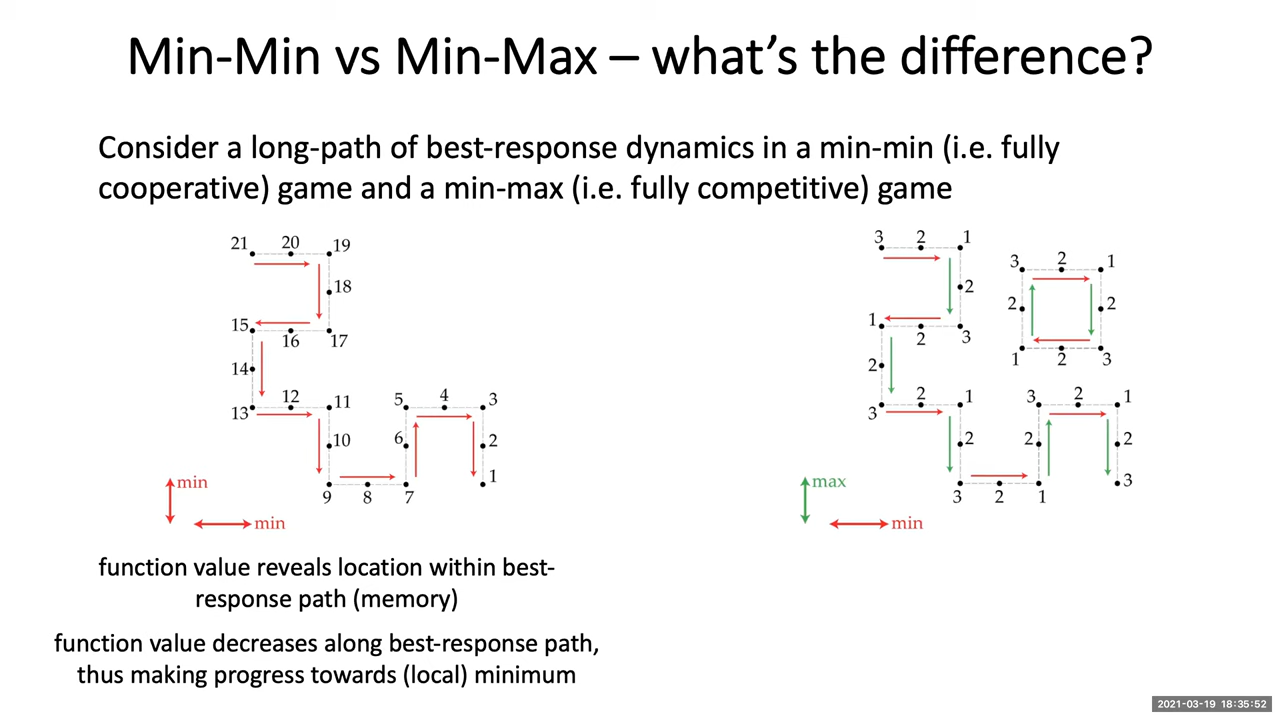 Min-Min vs Min-Max – what's the difference?
Consider a long-path of best-response dynamics in a min-min (i.e. fully
cooperative) game and a min-max (i.e. fully competitive) game
21 20 19
18
15 16 17
14
13 12 11
10
9 8 7
6
5 4 3
2
1
min
min
function value reveals location within best-
response path (memory)
function value decreases along best-response path,
thus making progress towards (local) minimum
3 2 1
2
1 2 3
2
3 2 1
2
3 2 1
2
3 2 1
2
3
3 2 1
2 2
1 2 3
max
min
2021-03-19 18:35:52